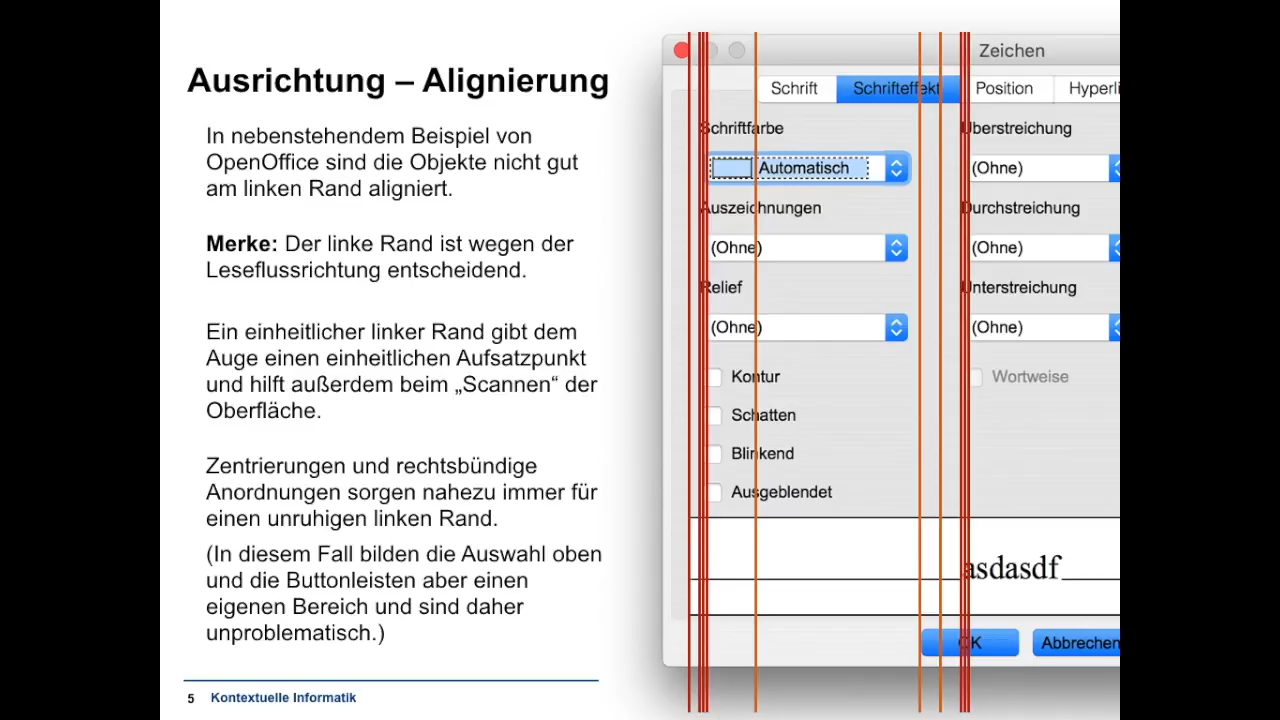 Ausrichtung – Alignierung
In nebenstehendem Beispiel von
OpenOffice sind die Objekte nicht gut
am linken Rand aligniert.
Merke: Der linke Rand ist wegen der
Leseflussrichtung entscheidend.
Ein einheitlicher linker Rand gibt dem
Auge einen einheitlichen Aufsatzpunkt
und hilft außerdem beim „Scannen“ der
Oberfläche.
Zentrierungen und rechtsbündige
Anordnungen sorgen nahezu immer für
einen unruhigen linken Rand.
(In diesem Fall bilden die Auswahl oben
und die Buttonleisten aber einen
eigenen Bereich und sind daher
unproblematisch.)
5 Kontextuelle Informatik
Zeichen
Schrift Schrifteffekt Position Hyperli
Schriftfarbe Überstreichung
Automatisch (Ohne)
Auszeichnungen Durchstreichung
(Ohne) (Ohne)
Relief Unterstreichung
(Ohne) (Ohne)
Kontur Wortweise
Schatten
Blinkend
Ausgeblendet
asdasdf
OK Abbrechen